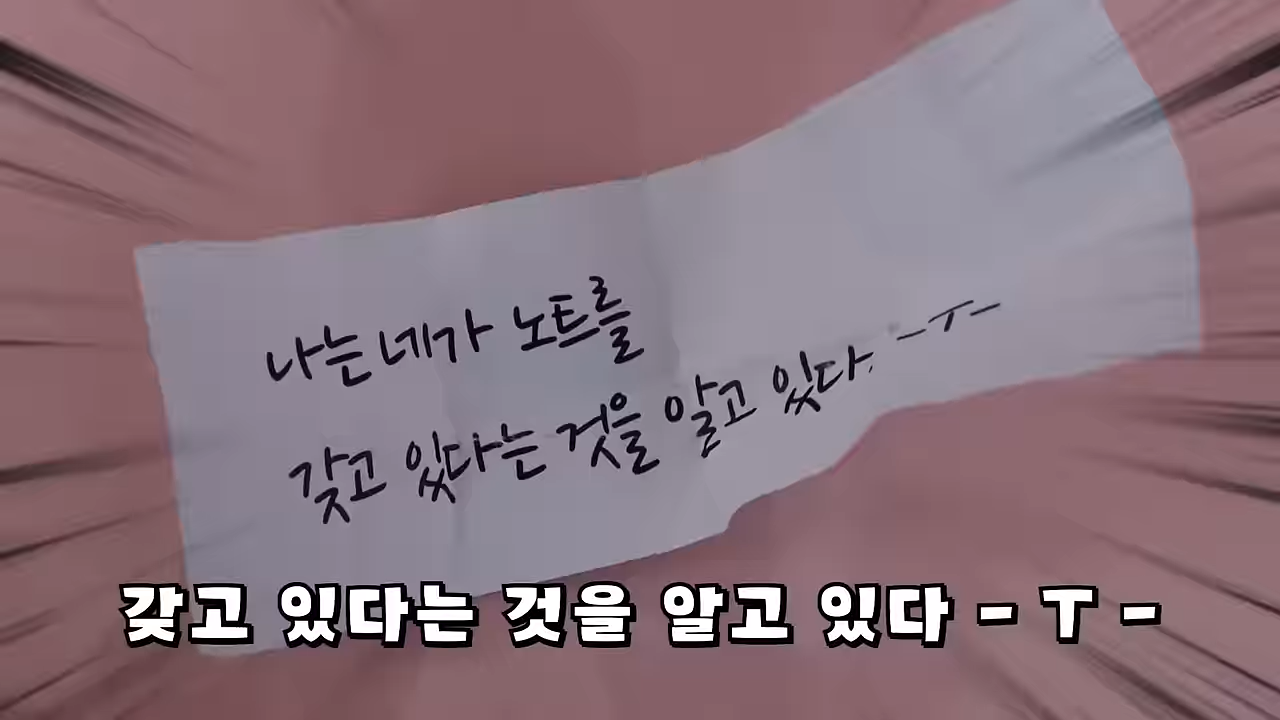 나는 네가 노트를
갖고 있다는 것을 알고 있다. -T-
갖고 있다는 것을 알고 있다 - T -